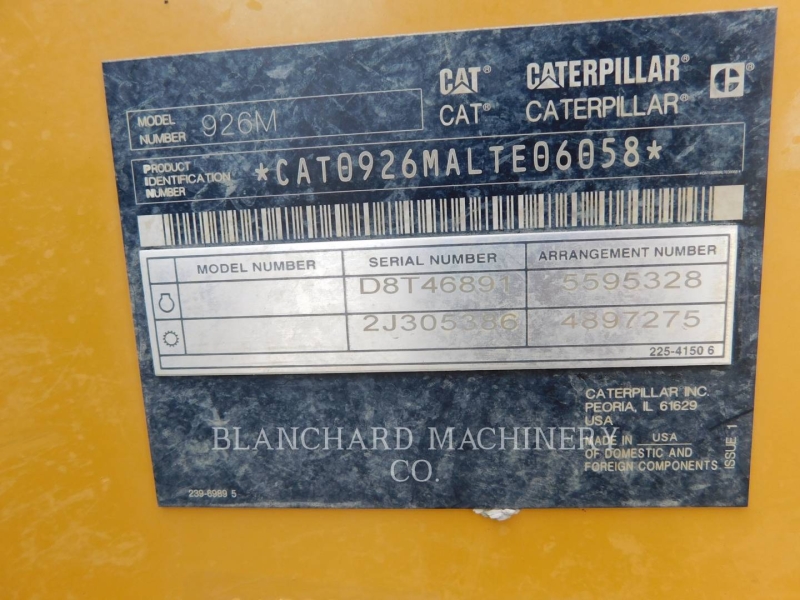 CAT® CATERPILLAR®
CAT® CATERPILLAR®
MODEL NUMBER 926M
PRODUCT IDENTIFICATION NUMBER *CAT0926MALTE06058*
MODEL NUMBER SERIAL NUMBER ARRANGEMENT NUMBER
D8T46891 5595328
2J305386 4897275
225-4150 6
CATERPILLAR INC.
PEORIA, IL 61629
USA
MADE IN USA
OF DOMESTIC AND
FOREIGN COMPONENTS
ISSUE: 1
239-6989 5
BLANCHARD MACHINERY
CO.